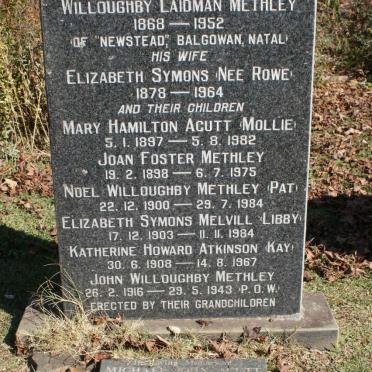 WILLOUGHBY LAIDMAN METHLEY
1868 — 1952
(OF "NEWSTEAD," BALGOWAN, NATAL)
HIS WIFE
ELIZABETH SYMONS (NEE ROWE)
1878 — 1964
AND THEIR CHILDREN
MARY HAMILTON ACUTT (MOLLIE)
5. 1. 1897 — 5. 8. 1982
JOAN FOSTER METHLEY
19. 2. 1898 — 6. 7. 1975
NOEL WILLOUGHBY METHLEY (PAT)
22. 12. 1900 — 29. 7. 1984
ELIZABETH SYMONS MELVILL (LIBBY)
17. 12. 1903 — 11. 11. 1984
KATHERINE HOWARD ATKINSON (KAY)
30. 6. 1908 — 14. 8. 1967
JOHN WILLOUGHBY METHLEY
26. 2. 1916 — 29. 5. 1943 (P.O.W.)
ERECTED BY THEIR GRANDCHILDREN